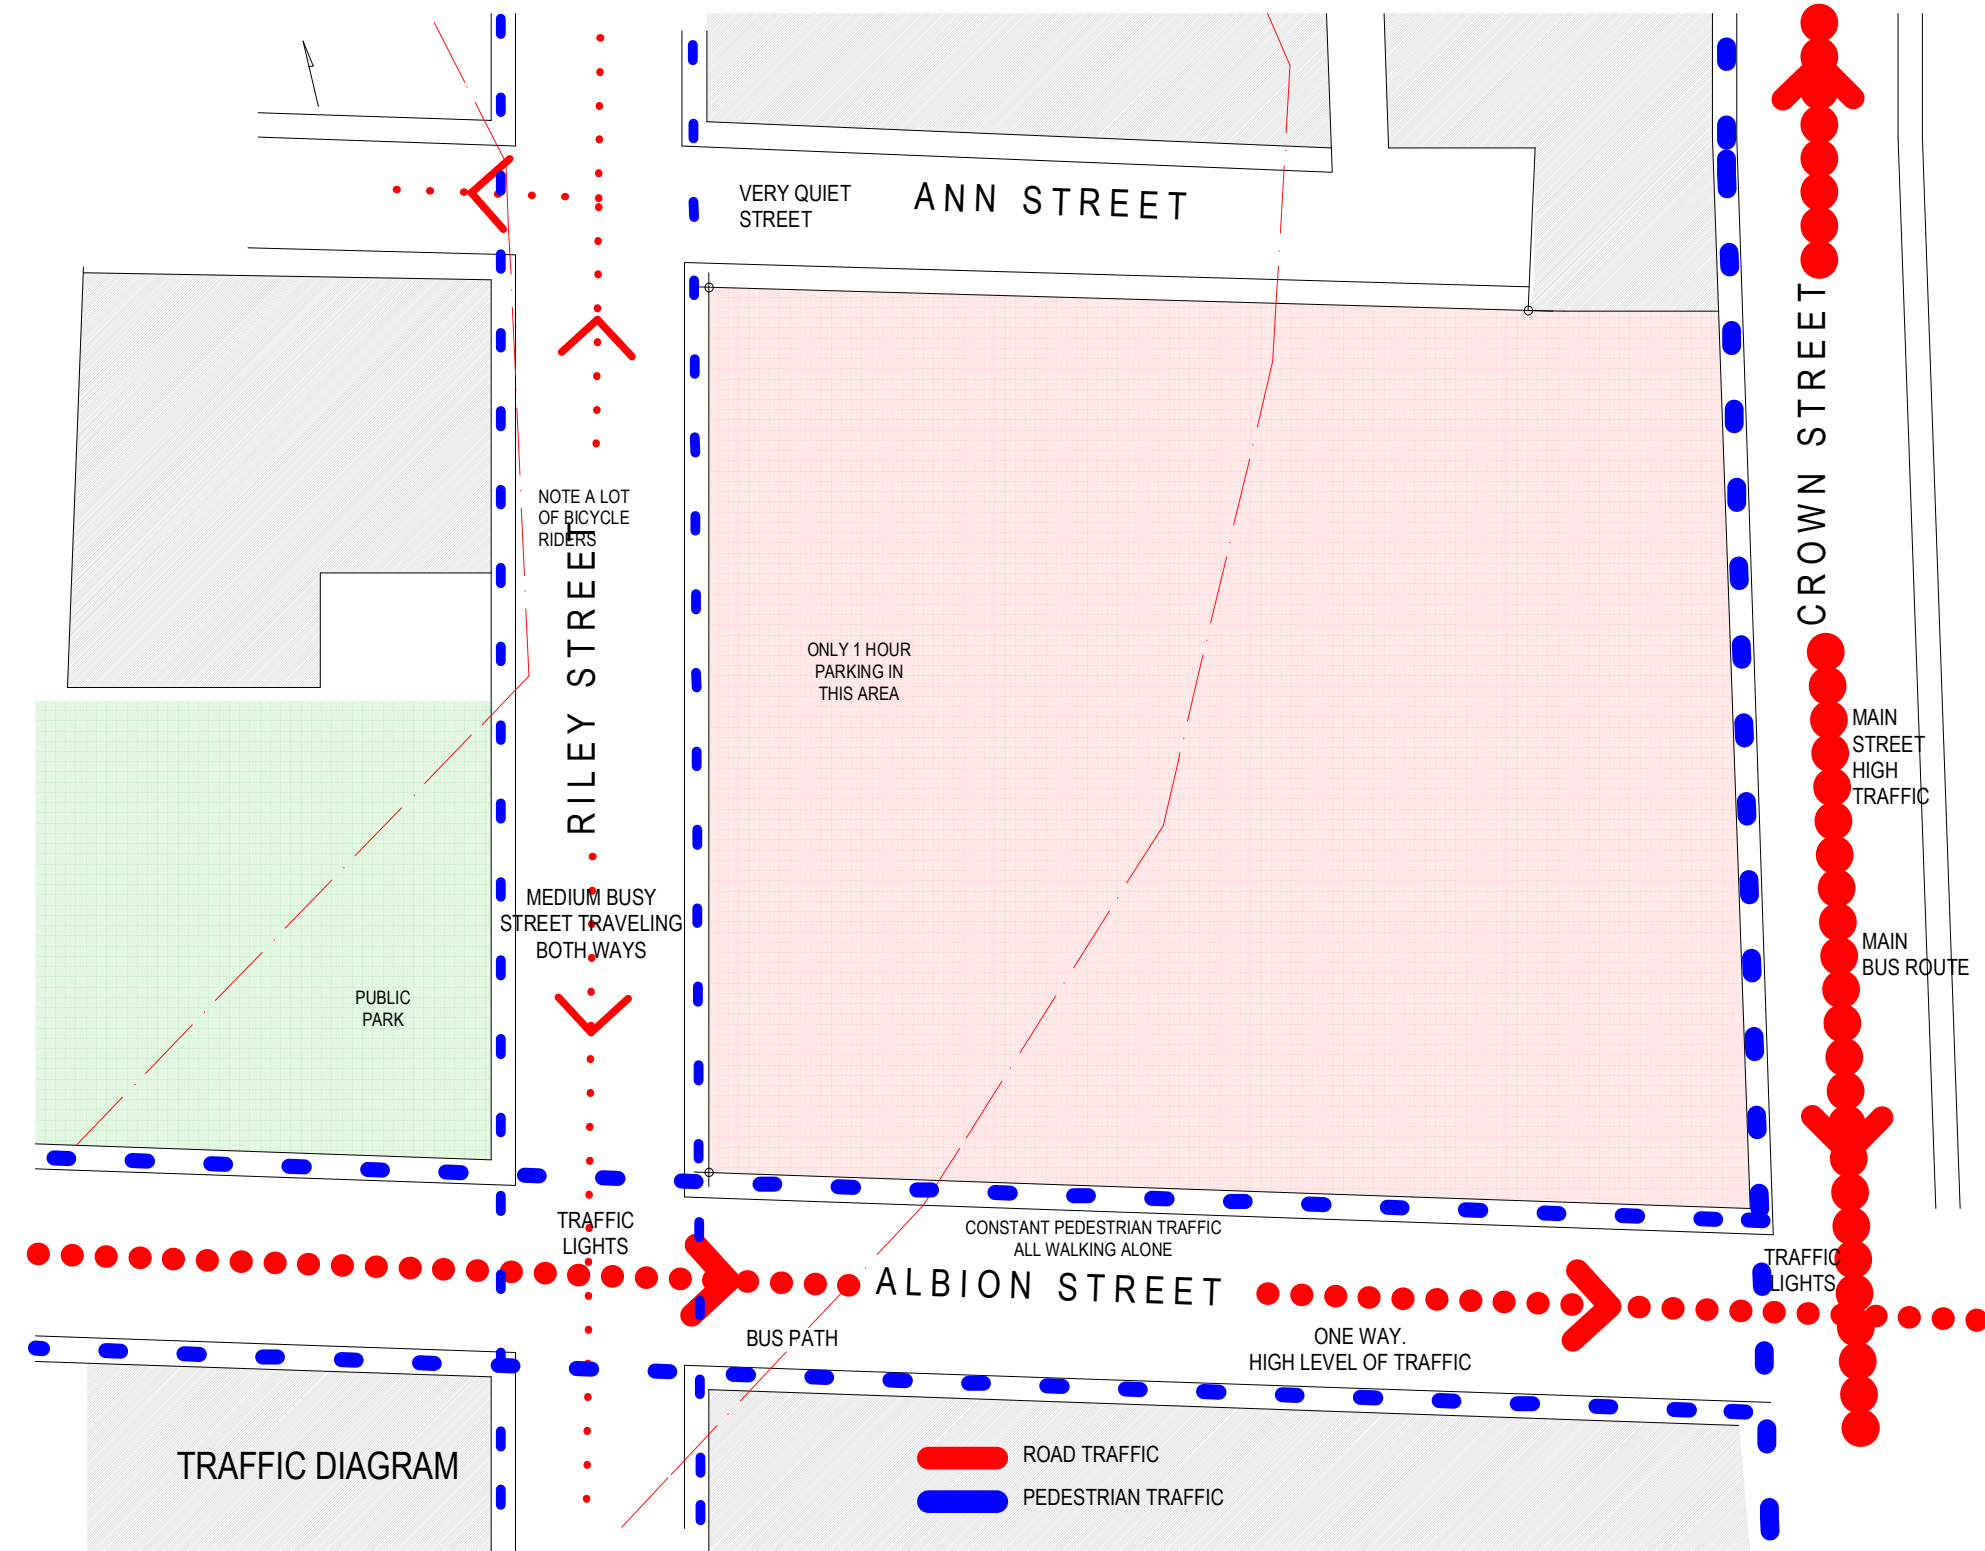 VERY QUIET
STREET
ANN STREET
CROWN STREET
NOTE A LOT
OF BICYCLE
RIDERS
RILEY STREET
ONLY 1 HOUR
PARKING IN
THIS AREA
MAIN
STREET
HIGH
TRAFFIC
MEDIUM BUSY
STREET TRAVELING
BOTH WAYS
MAIN
BUS ROUTE
PUBLIC
PARK
TRAFFIC
LIGHTS
CONSTANT PEDESTRIAN TRAFFIC
ALL WALKING ALONE
TRAFFIC
LIGHTS
ALBION STREET
BUS PATH
ONE WAY.
HIGH LEVEL OF TRAFFIC
TRAFFIC DIAGRAM
ROAD TRAFFIC
PEDESTRIAN TRAFFIC